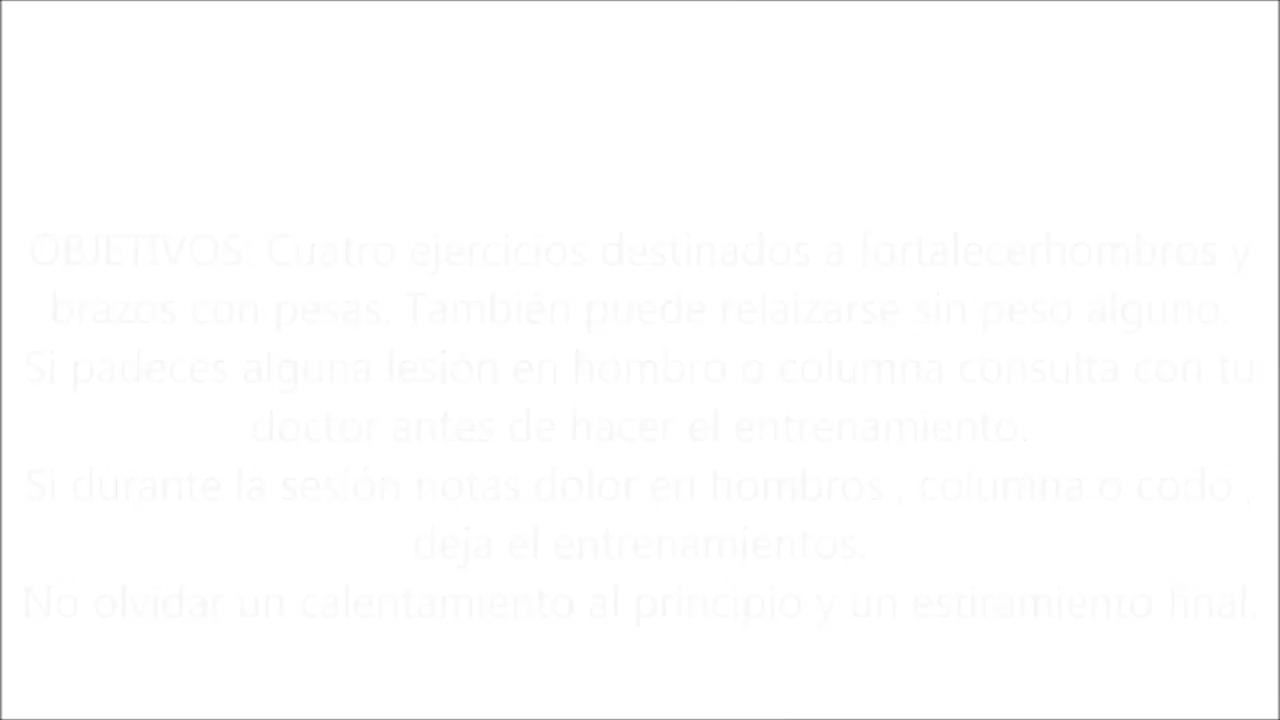 OBJETIVOS: Cuatro ejercicios destinados a fortalecerhombros y
brazos con pesas. También puede relaizarse sin peso alguno.
Si padeces alguna lesión en hombro o columna consulta con tu
doctor antes de hacer el entrenamiento.
Si durante la sesión notas dolor en hombros , columna o codo ,
deja el entrenamientos.
No olvidar un calentamiento al principio y un estiramiento final.